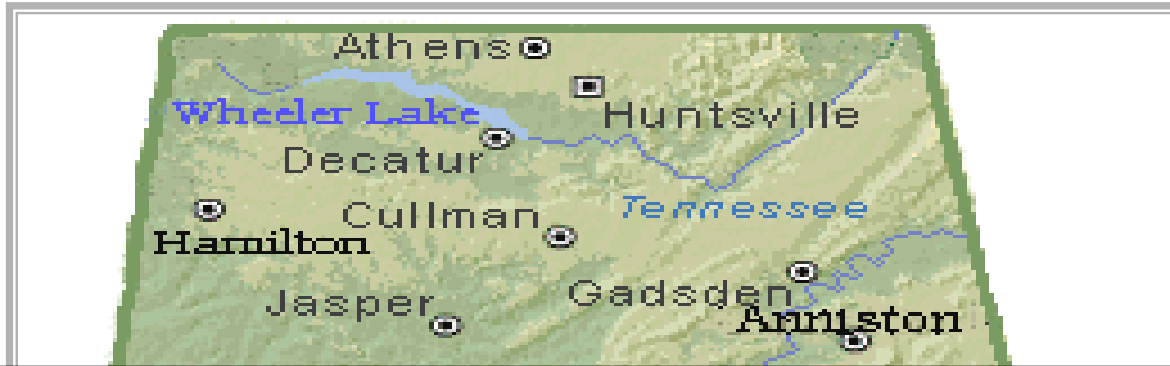 Athens
Wheeler Lake
Huntsville
Decatur
Tennessee
Cullman
Hamilton
Jasper
Gadsden
Anniston